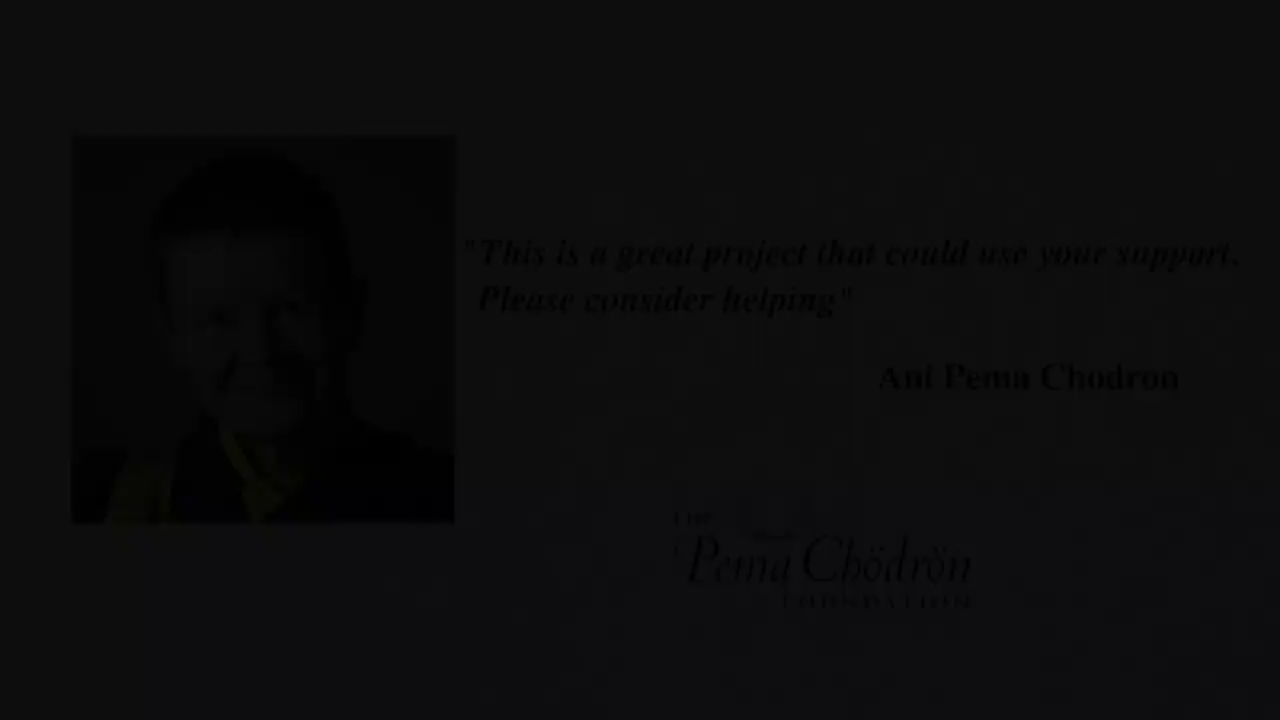 "This is a great project that could use your support.
Please consider helping"
Ani Pema Chodron
THE
Pema Chödrön
FOUNDATION